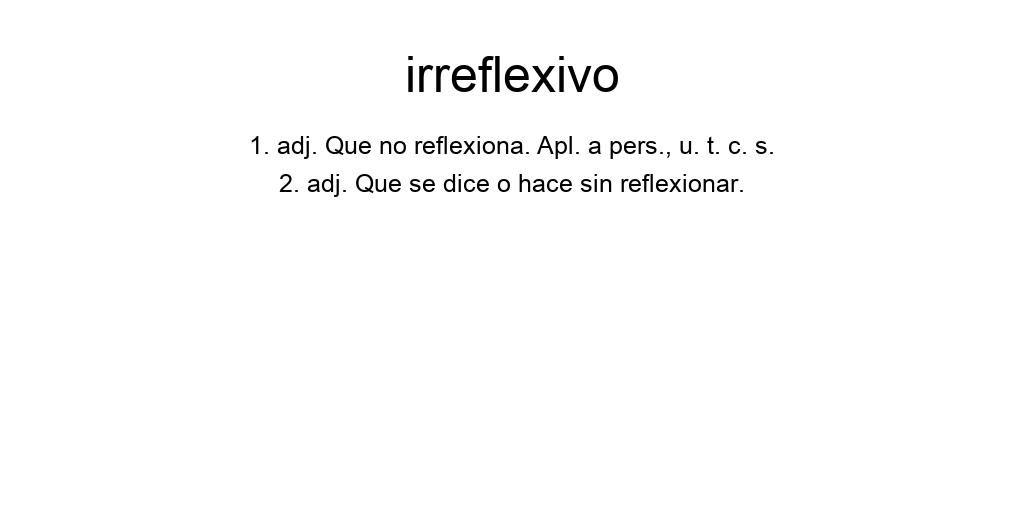 irreflexivo
1. adj. Que no reflexiona. Apl. a pers., u. t. c. s.
2. adj. Que se dice o hace sin reflexionar.